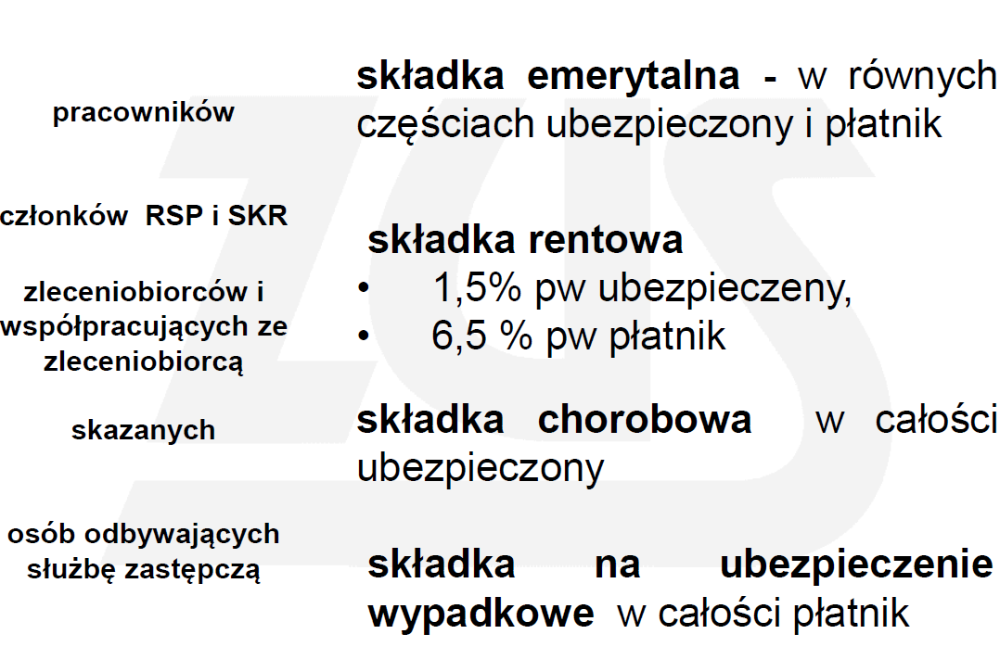 pracowników
członków RSP i SKR
zleceniobiorców i
współpracujących ze
zleceniobiorcą
skazanych
osób odbywających
służbę zastępczą
składka emerytalna - w równych
częściach ubezpieczony i płatnik
składka rentowa
• 1,5% pw ubezpieczeny,
• 6,5 % pw płatnik
składka chorobowa w całości
ubezpieczony
składka na ubezpieczenie
wypadkowe w całości płatnik
ZUS